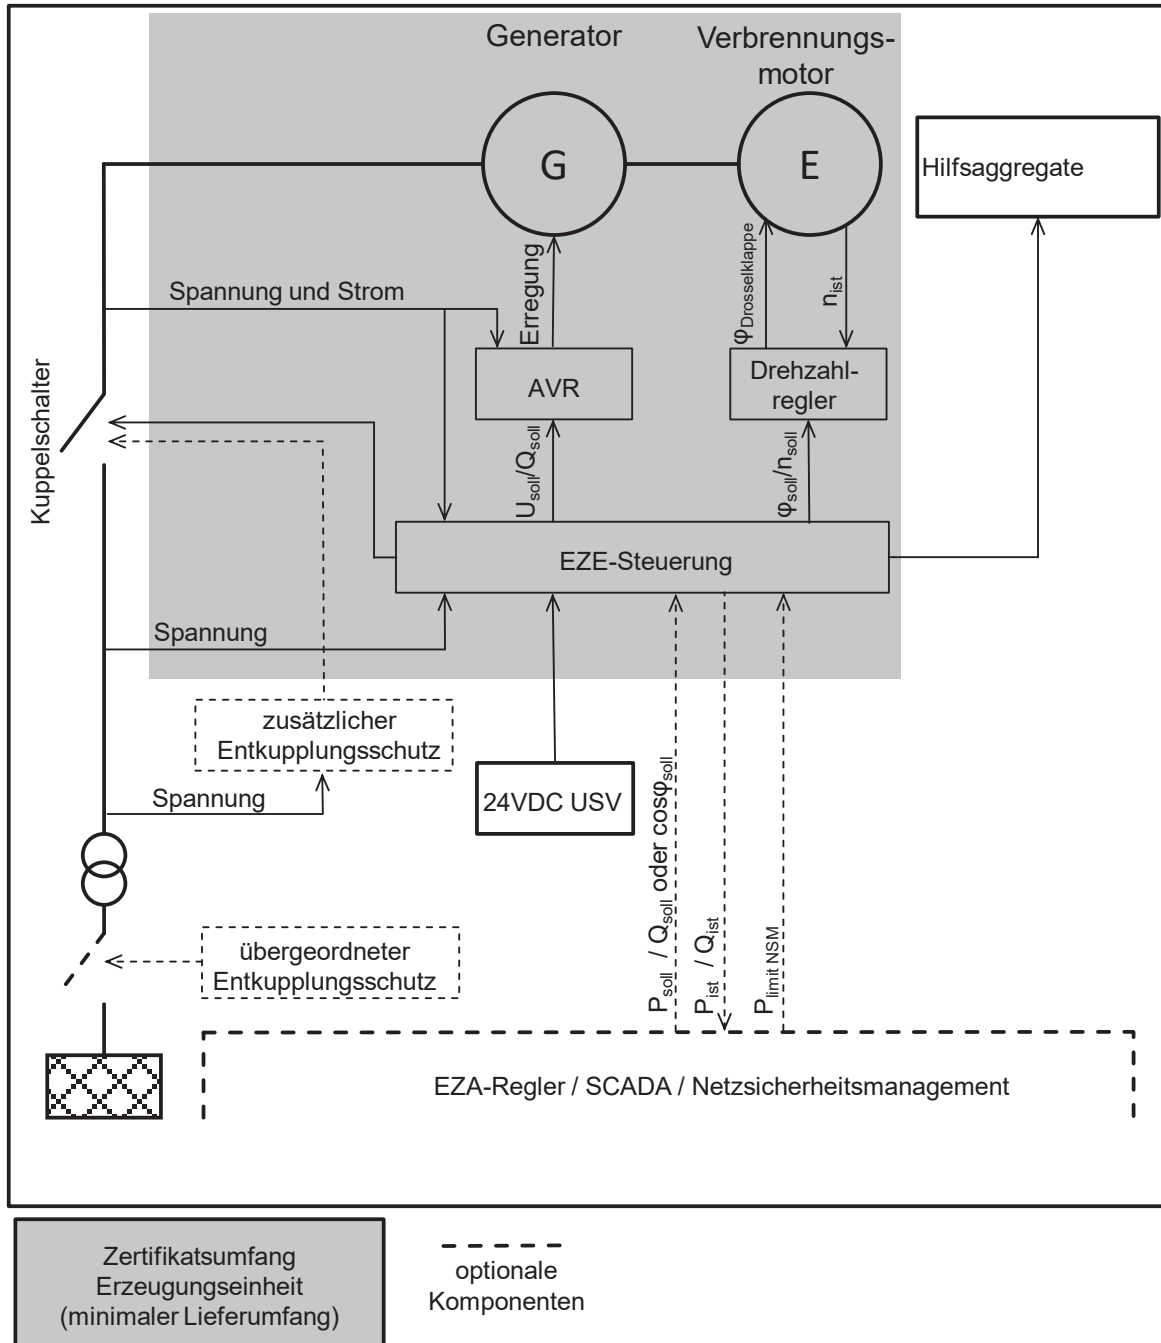 Generator
Verbrennungs-
motor
G
E
Hilfsaggregate
Spannung und Strom
Erregung
φDrosselklappe
nist
AVR
Drehzahl-
regler
Kuppelschalter
Usoll/Qsoll
φsoll/nsoll
EZE-Steuerung
Spannung
zusätzlicher
Entkupplungsschutz
Spannung
24VDC USV
Psoll / Qsoll oder cosφsoll
Pist / Qist
Plimit NSM
übergeordneter
Entkupplungsschutz
EZA-Regler / SCADA / Netzsicherheitsmanagement
Zertifikatsumfang
Erzeugungseinheit
(minimaler Lieferumfang)
optionale
Komponenten